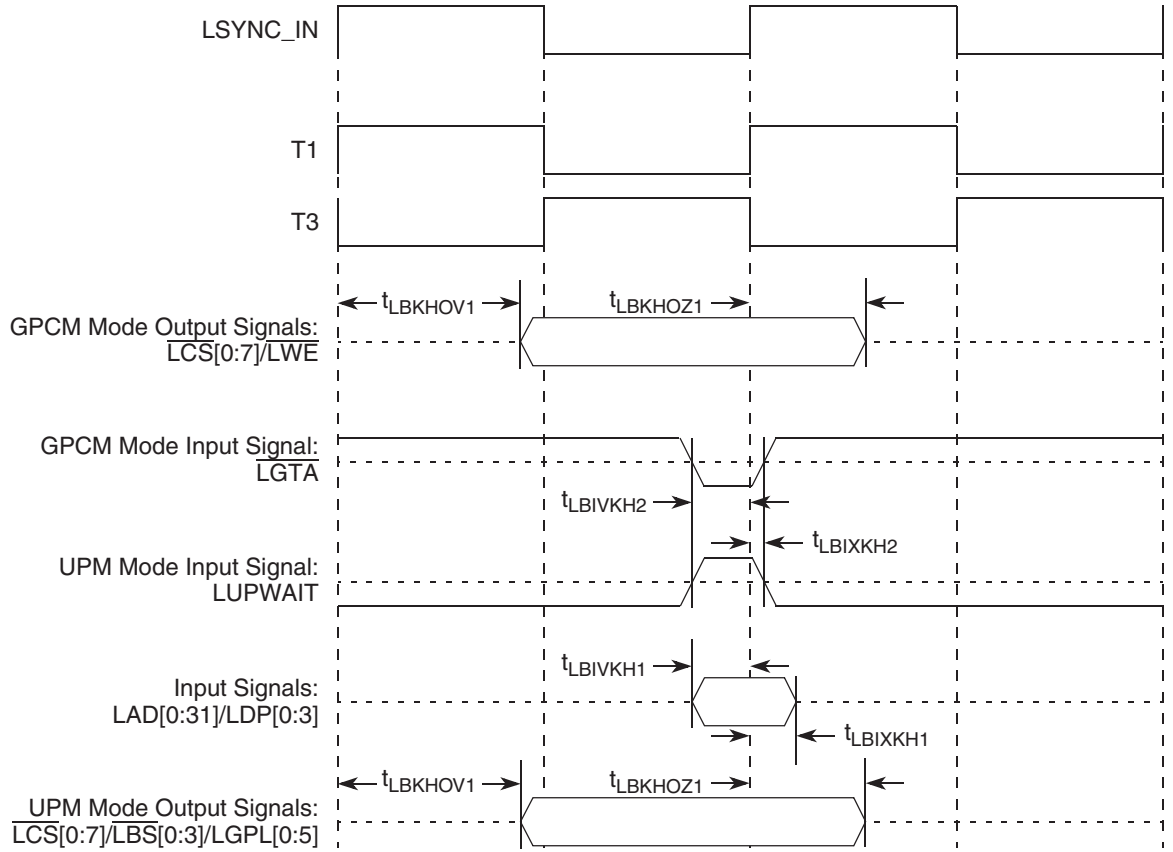 LSYNC_IN
T1
T3
tLBKHOV1
tLBKHOZ1
GPCM Mode Output Signals:
LCS[0:7]/LWE
GPCM Mode Input Signal:
LGTA
tLBIVKH2
tLBIXKH2
UPM Mode Input Signal:
LUPWAIT
tLBIVKH1
Input Signals:
LAD[0:31]/LDP[0:3]
tLBIXKH1
tLBKHOV1
tLBKHOZ1
UPM Mode Output Signals:
LCS[0:7]/LBS[0:3]/LGPL[0:5]